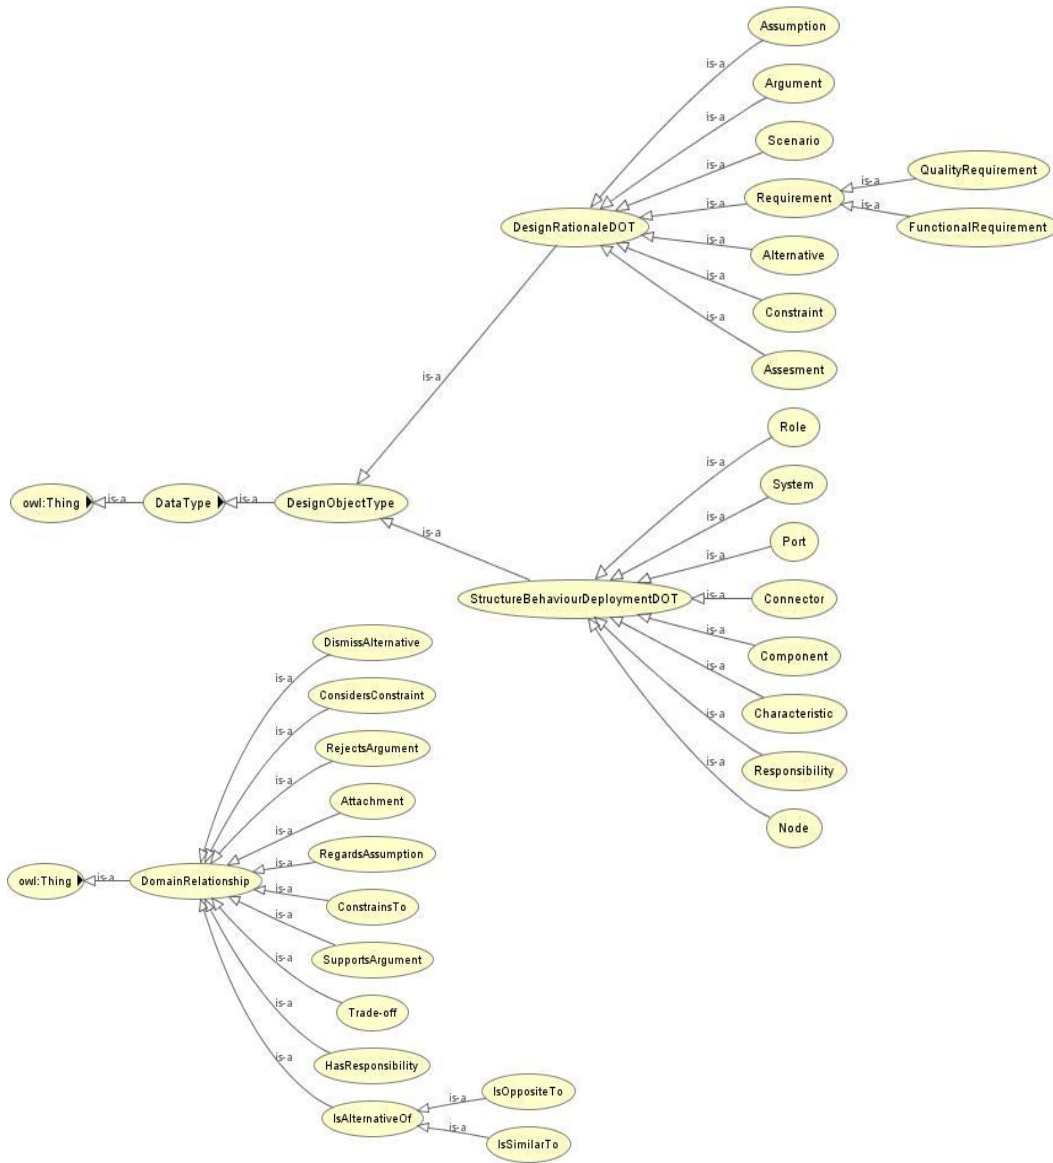 Assumption
is-a
Argument
is-a
Scenario
is-a
QualityRequirement
is-a
Requirement
is-a
is-a
FunctionalRequirement
DesignRationaleDOT
is-a
Alternative
is-a
Constraint
is-a
Assesment
is-a
Role
is-a
System
is-a
owl:Thing
is-a
DataType
is-a
DesignObjectType
is-a
Port
is-a
StructureBehaviourDeploymentDOT
is-a
Connector
is-a
Component
is-a
Characteristic
is-a
Responsibility
is-a
Node
DismissAlternative
is-a
ConsidersConstraint
is-a
RejectsArgument
is-a
Attachment
is-a
RegardsAssumption
is-a
owl:Thing
is-a
DomainRelationship
is-a
ConstrainsTo
is-a
SupportsArgument
is-a
Trade-off
is-a
HasResponsibility
is-a
IsOppositeTo
is-a
IsAlternativeOf
is-a
IsSimilarTo